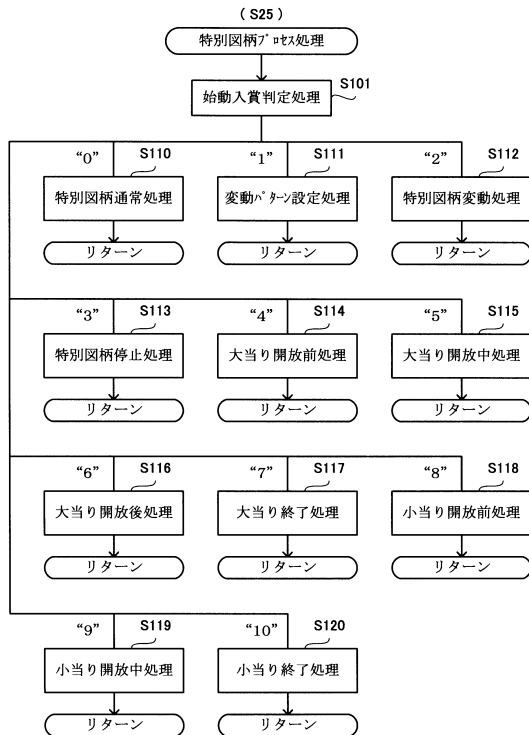 (S25)
特別図柄ﾌﾟﾛｾｽ処理
S101
始動入賞判定処理
“0” S110 “1” S111 “2” S112
特別図柄通常処理 変動ﾊﾟﾀｰﾝ設定処理 特別図柄変動処理
リターン リターン リターン
“3” S113 “4” S114 “5” S115
特別図柄停止処理 大当り開放前処理 大当り開放中処理
リターン リターン リターン
“6” S116 “7” S117 “8” S118
大当り開放後処理 大当り終了処理 小当り開放前処理
リターン リターン リターン
“9” S119 “10” S120
小当り開放中処理 小当り終了処理
リターン リターン